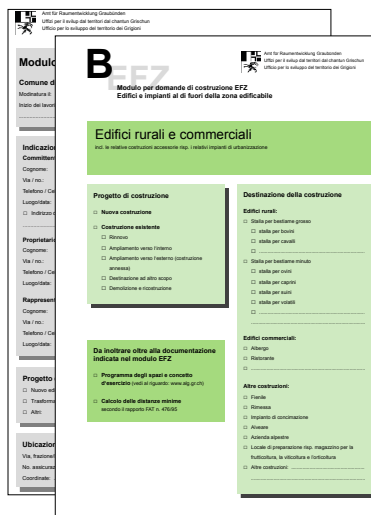 Amt für Raumentwicklung Graubünden
Uffizi per il svilup dal territori dal chantun Grischun
Ufficio per lo sviluppo del territorio dei Grigioni
Modulo
Comune d
Modinatura il
Inizio dei lavori
Indicazion
Committent
Cognome:
Via / no.:
Telefono / Ce
Luogo/data:
□ Indirizzo d
Proprietario
Cognome:
Via / no.:
Telefono / Ce
Luogo/data:
Rappresent
Cognome:
Via / no.:
Telefono / Ce
Luogo/data:
Progetto
□ Nuovo edi
□ Trasforma
□ Altri:
Ubicazion
Via, frazione/l
No. assicuraz
Coordinate:
Amt für Raumentwicklung Graubünden
Uffizi per il svilup dal territori dal chantun Grischun
Ufficio per lo sviluppo del territorio dei Grigioni
B EFZ
Modulo per domande di costruzione EFZ
Edifici e impianti al di fuori della zona edificabile
Edifici rurali e commerciali
incl. le relative costruzioni accessorie risp. i relativi impianti di urbanizzazione
Progetto di costruzione
□ Nuova costruzione
□ Costruzione esistente
□ Rinnovo
□ Ampliamento verso l'interno
□ Ampliamento verso l'esterno (costruzione
annessa)
□ Destinazione ad altro scopo
□ Demolizione e ricostruzione
Da inoltrare oltre alla documentazione
indicata nel modulo EFZ
□ Programma degli spazi e concetto
d'esercizio (vedi al riguardo: www.alg.gr.ch)
□ Calcolo delle distanze minime
secondo il rapporto FAT n. 476/95
Destinazione della costruzione
Edifici rurali:
□ Stalla per bestiame grosso
□ stalla per bovini
□ stalla per cavalli
□
□ Stalla per bestiame minuto
□ stalla per ovini
□ stalla per caprini
□ stalla per suini
□ stalla per volatili
□
Edifici commerciali:
□ Albergo
□ Ristorante
□
Altre costruzioni:
□ Fienile
□ Rimessa
□ Impianto di concimazione
□ Alveare
□ Azienda alpestre
□ Locale di preparazione risp. magazzino per la
frutticoltura, la viticoltura e l'orticoltura
□ Altre costruzioni: